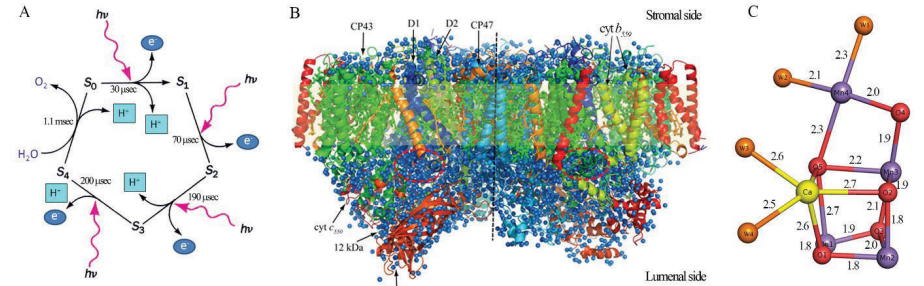 A
hν
e⁻
S₀
S₁
30 μsec
H⁺
H⁺
hν
O₂
1.1 msec
H₂O
70 μsec
e⁻
S₄
S₂
H⁺
200 μsec
H⁺
190 μsec
e⁻
S₃
e⁻
hν
hν
B
CP43
D1
D2
CP47
cyt b₅₅₉
Stromal side
cyt c₅₅₀
12 kDa
Lumenal side
C
W1
2.3
W2
2.1
Mn4
2.0
O4
2.3
1.9
W3
2.6
O5
2.2
Mn3
Ca
2.7
1.9
2.5
2.7
2.1
1.8
W4
2.6
1.9
2.0
1.8
O1
1.8
Mn2